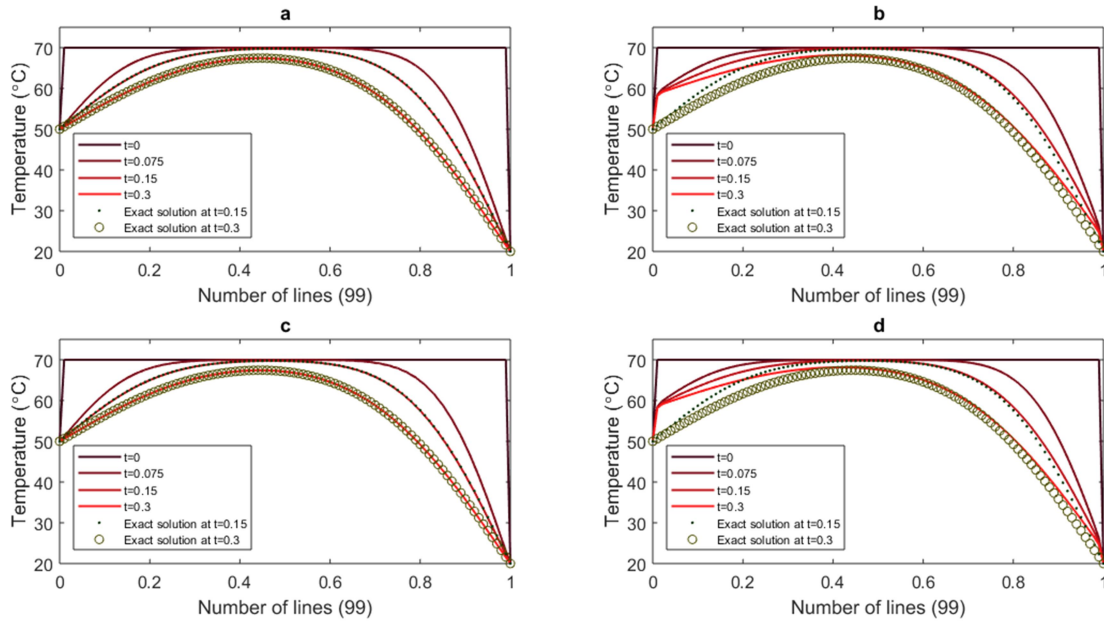 a
70
60
50
40
30
20
Temperature (°C)
t=0
t=0.075
t=0.15
t=0.3
Exact solution at t=0.15
Exact solution at t=0.3
0
0.2
0.4
0.6
0.8
1
Number of lines (99)
b
70
60
50
40
30
20
Temperature (°C)
t=0
t=0.075
t=0.15
t=0.3
Exact solution at t=0.15
Exact solution at t=0.3
0
0.2
0.4
0.6
0.8
1
Number of lines (99)
c
70
60
50
40
30
20
Temperature (°C)
t=0
t=0.075
t=0.15
t=0.3
Exact solution at t=0.15
Exact solution at t=0.3
0
0.2
0.4
0.6
0.8
1
Number of lines (99)
d
70
60
50
40
30
20
Temperature (°C)
t=0
t=0.075
t=0.15
t=0.3
Exact solution at t=0.15
Exact solution at t=0.3
0
0.2
0.4
0.6
0.8
1
Number of lines (99)